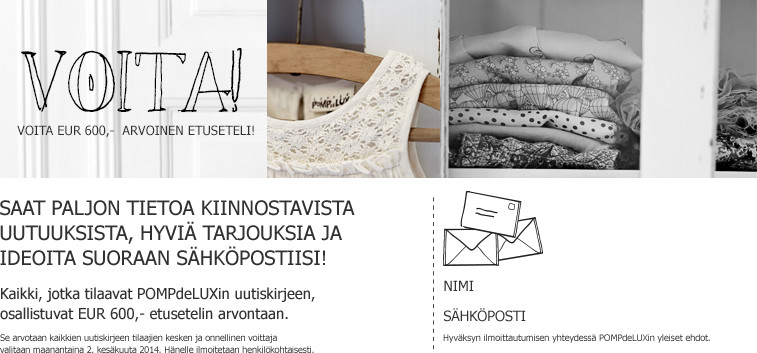 VOITA!
VOITA EUR 600,- ARVOINEN ETUSETELI!
POMPdeLUX
SAAT PALJON TIETOA KIINNOSTAVISTA
UUTUUKSISTA, HYVIÄ TARJOUKSIA JA
IDEOITA SUORAAN SÄHKÖPOSTIISI!
Kaikki, jotka tilaavat POMPdeLUXin uutiskirjeen,
osallistuvat EUR 600,- etusetelin arvontaan.
Se arvotaan kaikkien uutiskirjeen tilaajien kesken ja onnellinen voittaja
valitaan maanantaina 2. kesäkuuta 2014. Hänelle ilmoitetaan henkilökohtaisesti.
NIMI
SÄHKÖPOSTI
Hyväksyn ilmoittautumisen yhteydessä POMPdeLUXin yleiset ehdot.